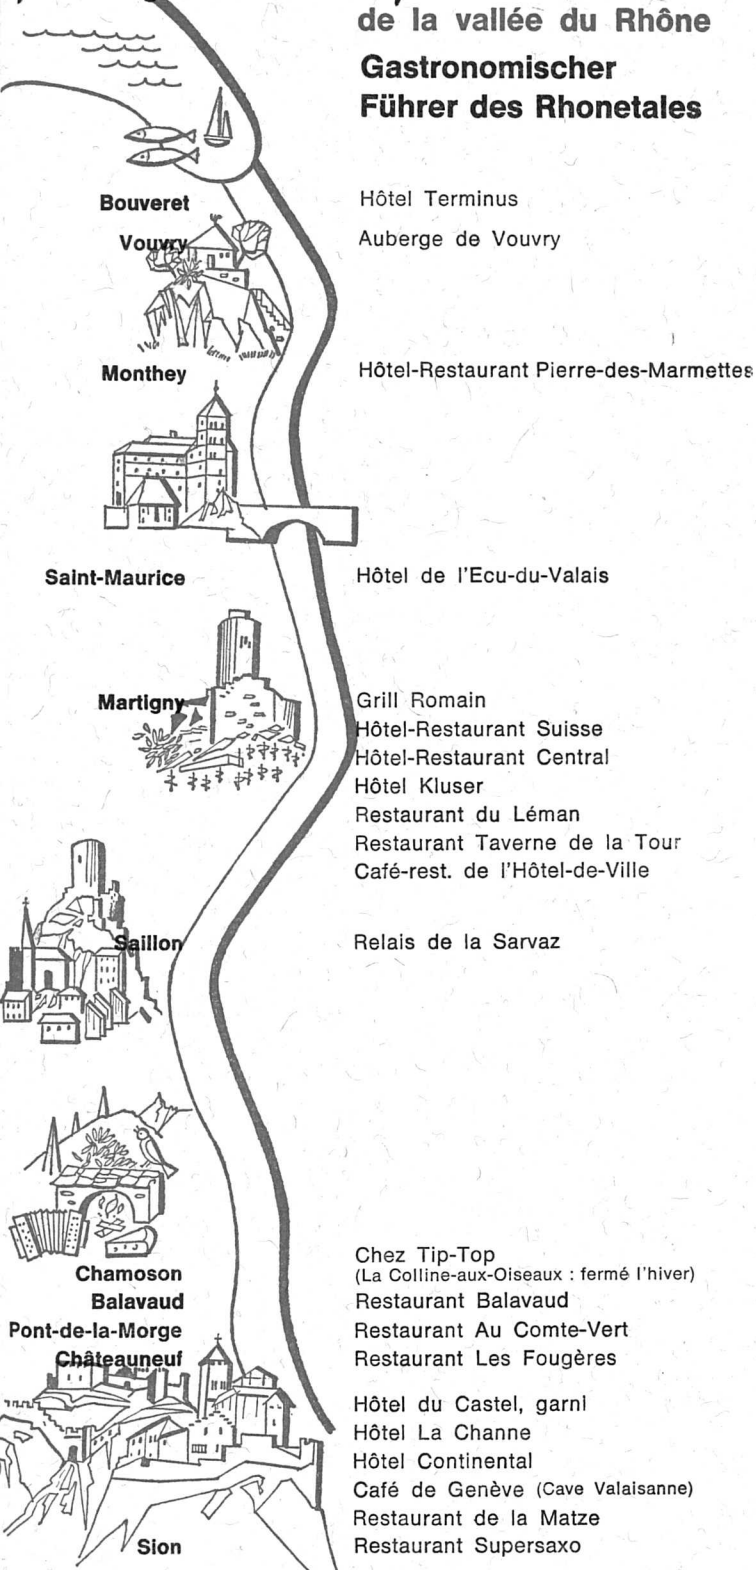 de la vallée du Rhône
Gastronomischer
Führer des Rhonetales
Bouveret Hôtel Terminus
Vouvry Auberge de Vouvry
Monthey Hôtel-Restaurant Pierre-des-Marmettes
Saint-Maurice Hôtel de l'Ecu-du-Valais
Martigny Grill Romain
Hôtel-Restaurant Suisse
Hôtel-Restaurant Central
Hôtel Kluser
Restaurant du Léman
Restaurant Taverne de la Tour
Café-rest. de l'Hôtel-de-Ville
Saillon Relais de la Sarvaz
Chez Tip-Top
Chamoson (La Colline-aux-Oiseaux : fermé l'hiver)
Balavaud Restaurant Balavaud
Pont-de-la-Morge Restaurant Au Comte-Vert
Châteauneuf Restaurant Les Fougères
Hôtel du Castel, garni
Hôtel La Channe
Hôtel Continental
Café de Genève (Cave Valaisanne)
Restaurant de la Matze
Sion Restaurant Supersaxo